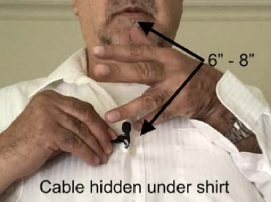 6" - 8"
Cable hidden under shirt